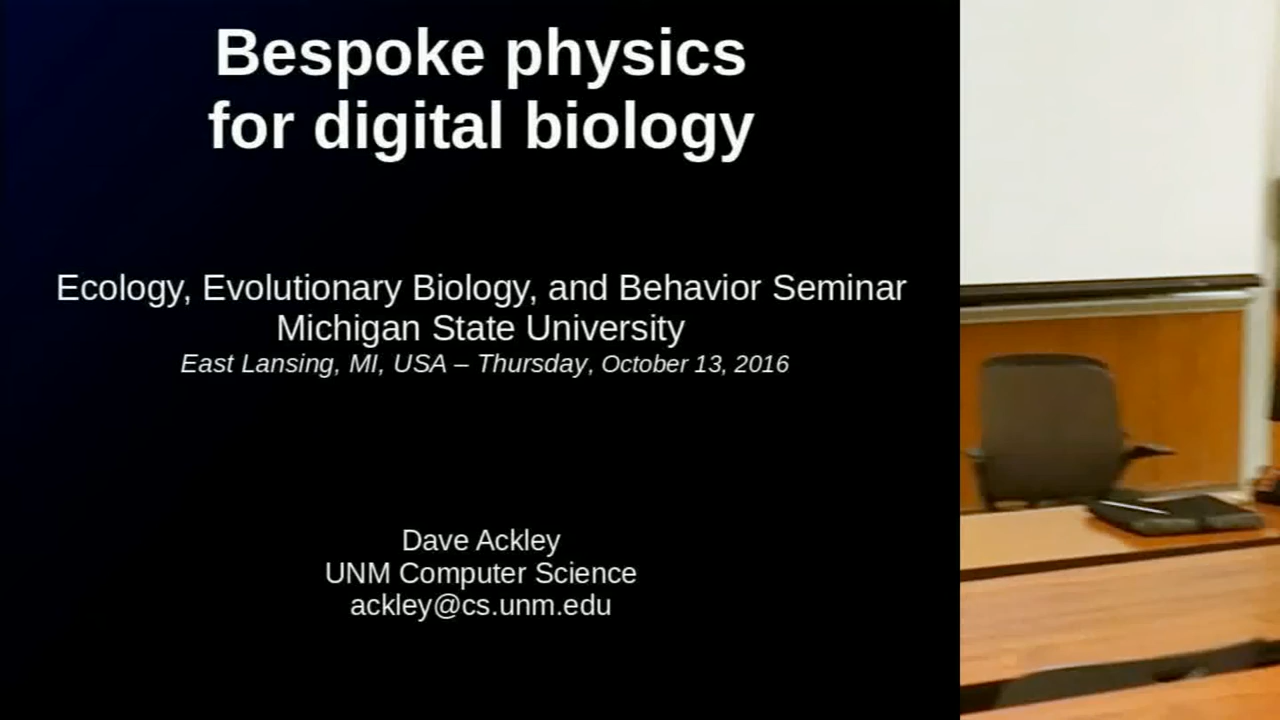 Bespoke physics
for digital biology
Ecology, Evolutionary Biology, and Behavior Seminar
Michigan State University
East Lansing, MI, USA – Thursday, October 13, 2016
Dave Ackley
UNM Computer Science
ackley@cs.unm.edu